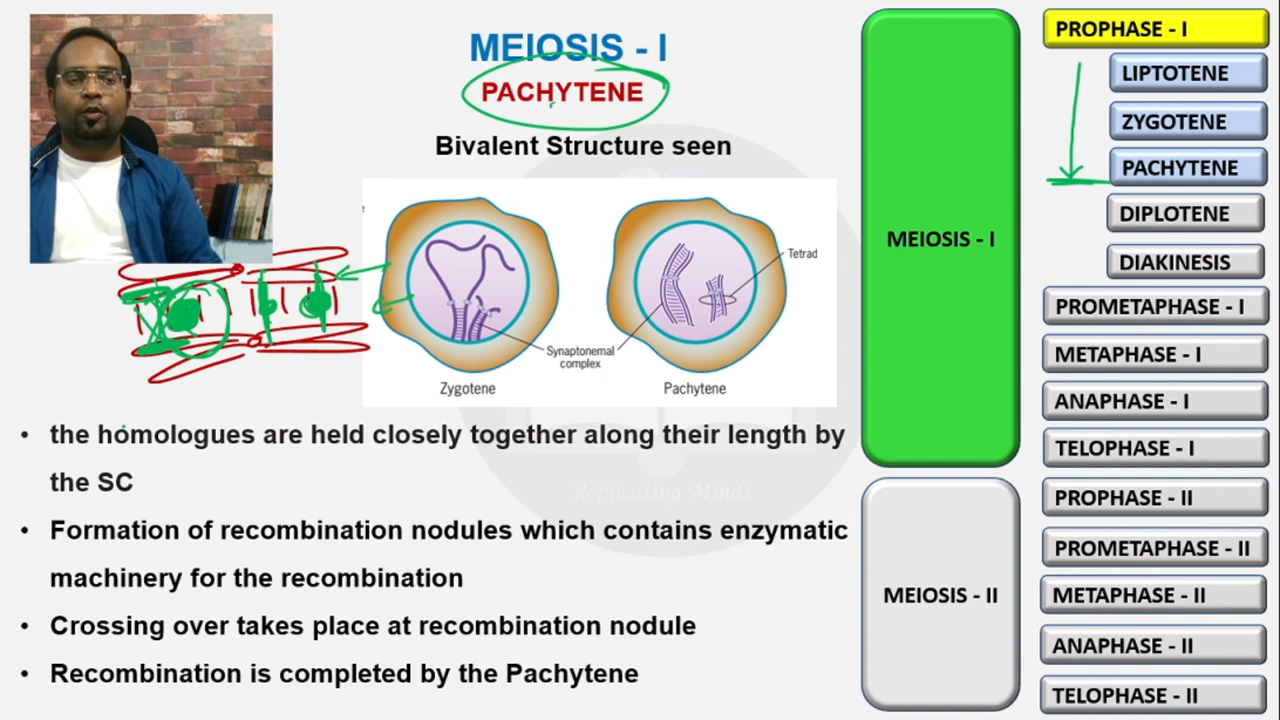 MEIOSIS - I
PACHYTENE
Bivalent Structure seen
Tetrad
Synaptonemal
complex
Zygotene
Pachytene
• the homologues are held closely together along their length by
the SC
Replicating Minds
• Formation of recombination nodules which contains enzymatic
machinery for the recombination
• Crossing over takes place at recombination nodule
• Recombination is completed by the Pachytene
MEIOSIS - I
MEIOSIS - II
PROPHASE - I
LIPTOTENE
ZYGOTENE
PACHYTENE
DIPLOTENE
DIAKINESIS
PROMETAPHASE - I
METAPHASE - I
ANAPHASE - I
TELOPHASE - I
PROPHASE - II
PROMETAPHASE - II
METAPHASE - II
ANAPHASE - II
TELOPHASE - II